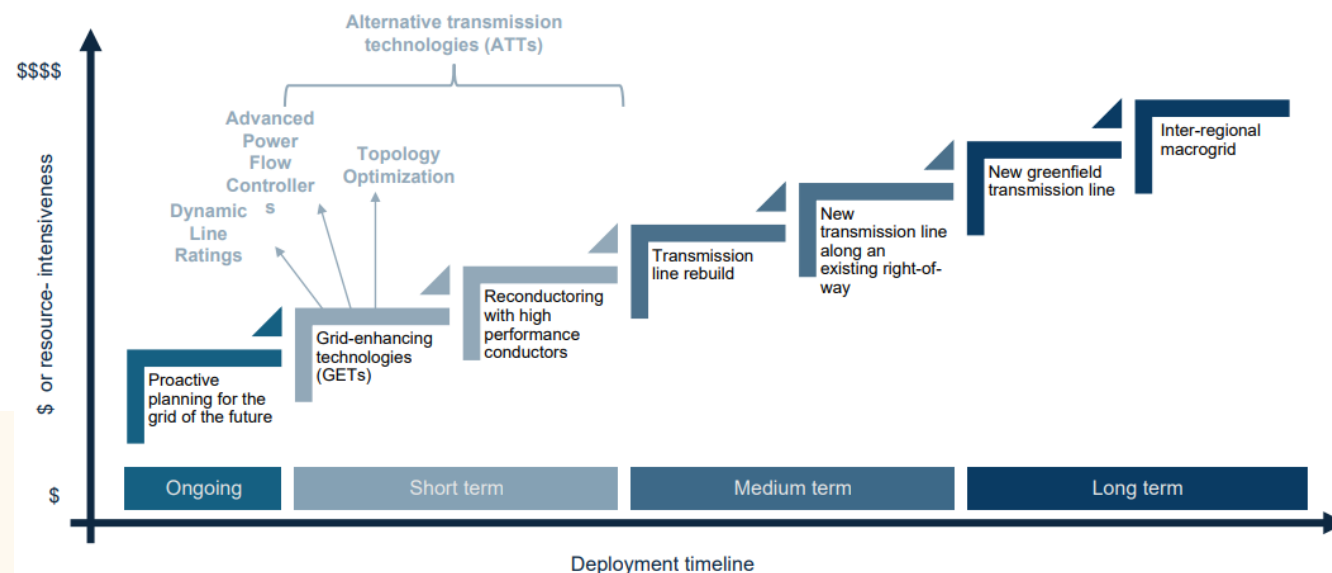 Alternative transmission
technologies (ATTs)
$$$$
Advanced
Power
Flow
Controller
s
Topology
Optimization
Dynamic
Line
Ratings
$ or resource- intensiveness
Proactive
planning for the
grid of the future
Grid-enhancing
technologies
(GETs)
Reconductoring
with high
performance
conductors
Transmission
line rebuild
New
transmission line
along an
existing right-of-
way
New greenfield
transmission line
Inter-regional
macrogrid
$
Ongoing
Short term
Medium term
Long term
Deployment timeline